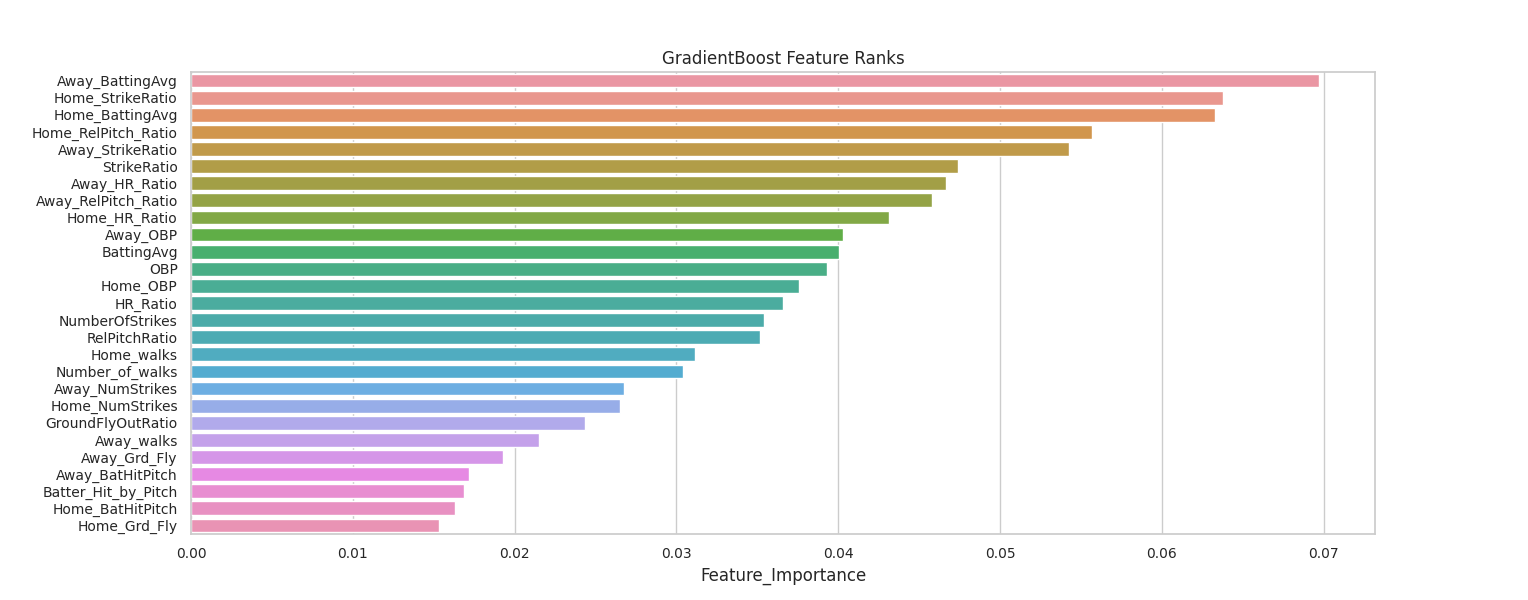 GradientBoost Feature Ranks
Away_BattingAvg
Home_StrikeRatio
Home_BattingAvg
Home_RelPitch_Ratio
Away_StrikeRatio
StrikeRatio
Away_HR_Ratio
Away_RelPitch_Ratio
Home_HR_Ratio
Away_OBP
BattingAvg
OBP
Home_OBP
HR_Ratio
NumberOfStrikes
RelPitchRatio
Home_walks
Number_of_walks
Away_NumStrikes
Home_NumStrikes
GroundFlyOutRatio
Away_walks
Away_Grd_Fly
Away_BatHitPitch
Batter_Hit_by_Pitch
Home_BatHitPitch
Home_Grd_Fly
0.00 0.01 0.02 0.03 0.04 0.05 0.06 0.07
Feature_Importance